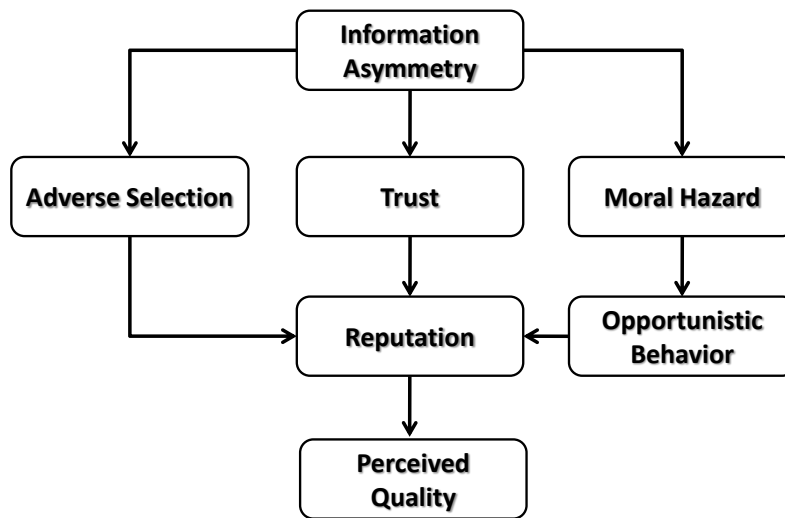 Information
Asymmetry
Adverse Selection
Trust
Moral Hazard
Reputation
Opportunistic
Behavior
Perceived
Quality